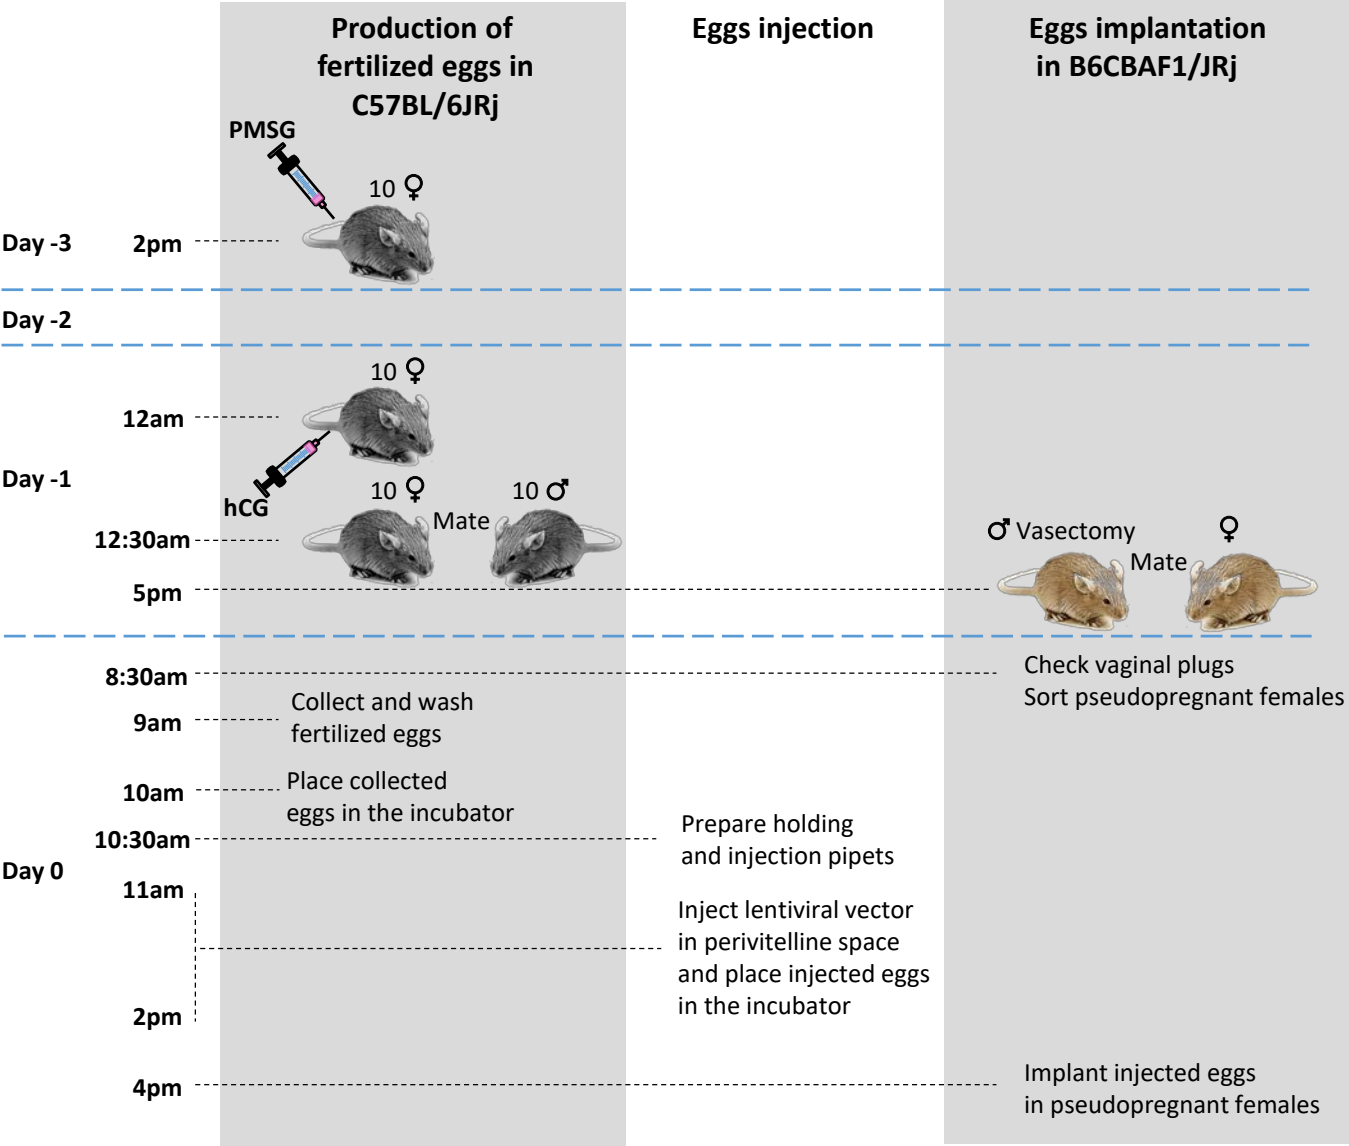 Production of
fertilized eggs in
C57BL/6JRj
Eggs injection
Eggs implantation
in B6CBAF1/JRj
PMSG
10 ♀
Day -3
2pm
Day -2
10 ♀
12am
Day -1
hCG
10 ♀
10 ♂
Mate
12:30am
♂ Vasectomy
♀
Mate
5pm
8:30am
Check vaginal plugs
Sort pseudopregnant females
9am
Collect and wash
fertilized eggs
10am
Place collected
eggs in the incubator
10:30am
Prepare holding
and injection pipets
Day 0
11am
Inject lentiviral vector
in perivitelline space
and place injected eggs
in the incubator
2pm
4pm
Implant injected eggs
in pseudopregnant females